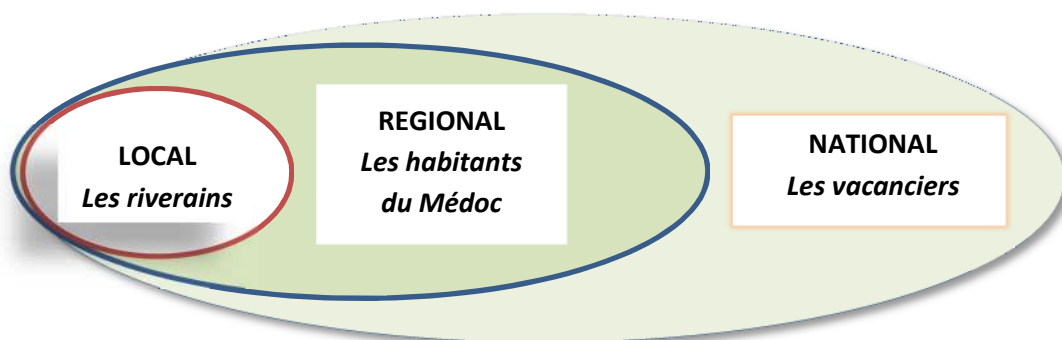 LOCAL
Les riverains
REGIONAL
Les habitants
du Médoc
NATIONAL
Les vacanciers